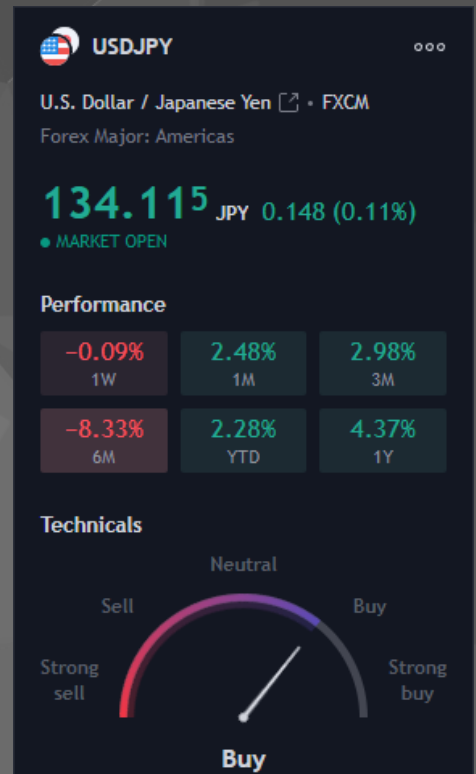 USDJPY
U.S. Dollar / Japanese Yen • FXCM
Forex Major: Americas
134.115 JPY 0.148 (0.11%)
• MARKET OPEN
Performance
−0.09% 2.48% 2.98%
1W 1M 3M
−8.33% 2.28% 4.37%
6M YTD 1Y
Technicals
Neutral
Sell Buy
Strong sell Strong buy
Buy